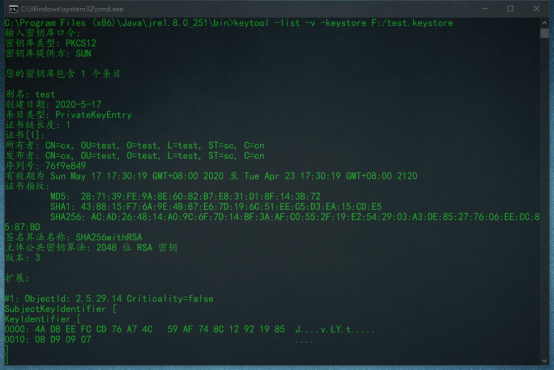 C:\Windows\system32\cmd.exe
C:\Program Files (x86)\Java\jre1.8.0_251\bin>keytool -list -v -keystore F:/test.keystore
输入密钥库口令:
密钥库类型: PKCS12
密钥库提供方: SUN
您的密钥库包含 1 个条目
别名: test
创建日期: 2020-5-17
条目类型: PrivateKeyEntry
证书链长度: 1
证书[1]:
所有者: CN=cx, OU=test, O=test, L=test, ST=sc, C=cn
发布者: CN=cx, OU=test, O=test, L=test, ST=sc, C=cn
序列号: 76f9e849
有效期为 Sun May 17 17:30:19 GMT+08:00 2020 至 Tue Apr 23 17:30:19 GMT+08:00 2120
证书指纹:
MD5: 28:71:39:FE:9A:8E:60:B2:B7:E8:31:D1:8F:14:3B:72
SHA1: 43:88:15:F7:6A:9E:4B:87:E6:7D:19:6C:51:EE:C5:D3:EA:15:CD:E5
SHA256: AC:AD:26:48:14:A0:9C:6F:7D:14:BF:3A:AF:C0:55:2F:19:E2:54:29:03:A3:DE:85:27:76:06:EE:CC:8
5:87:BD
签名算法名称: SHA256withRSA
主体公共密钥算法: 2048 位 RSA 密钥
版本: 3
扩展:
#1: ObjectId: 2.5.29.14 Criticality=false
SubjectKeyIdentifier [
KeyIdentifier [
0000: 4A D8 EE FC CD 76 A7 4C 59 AF 74 8C 12 92 19 85 J....v.LY.t.....
0010: 08 D9 09 07 ....
]
]